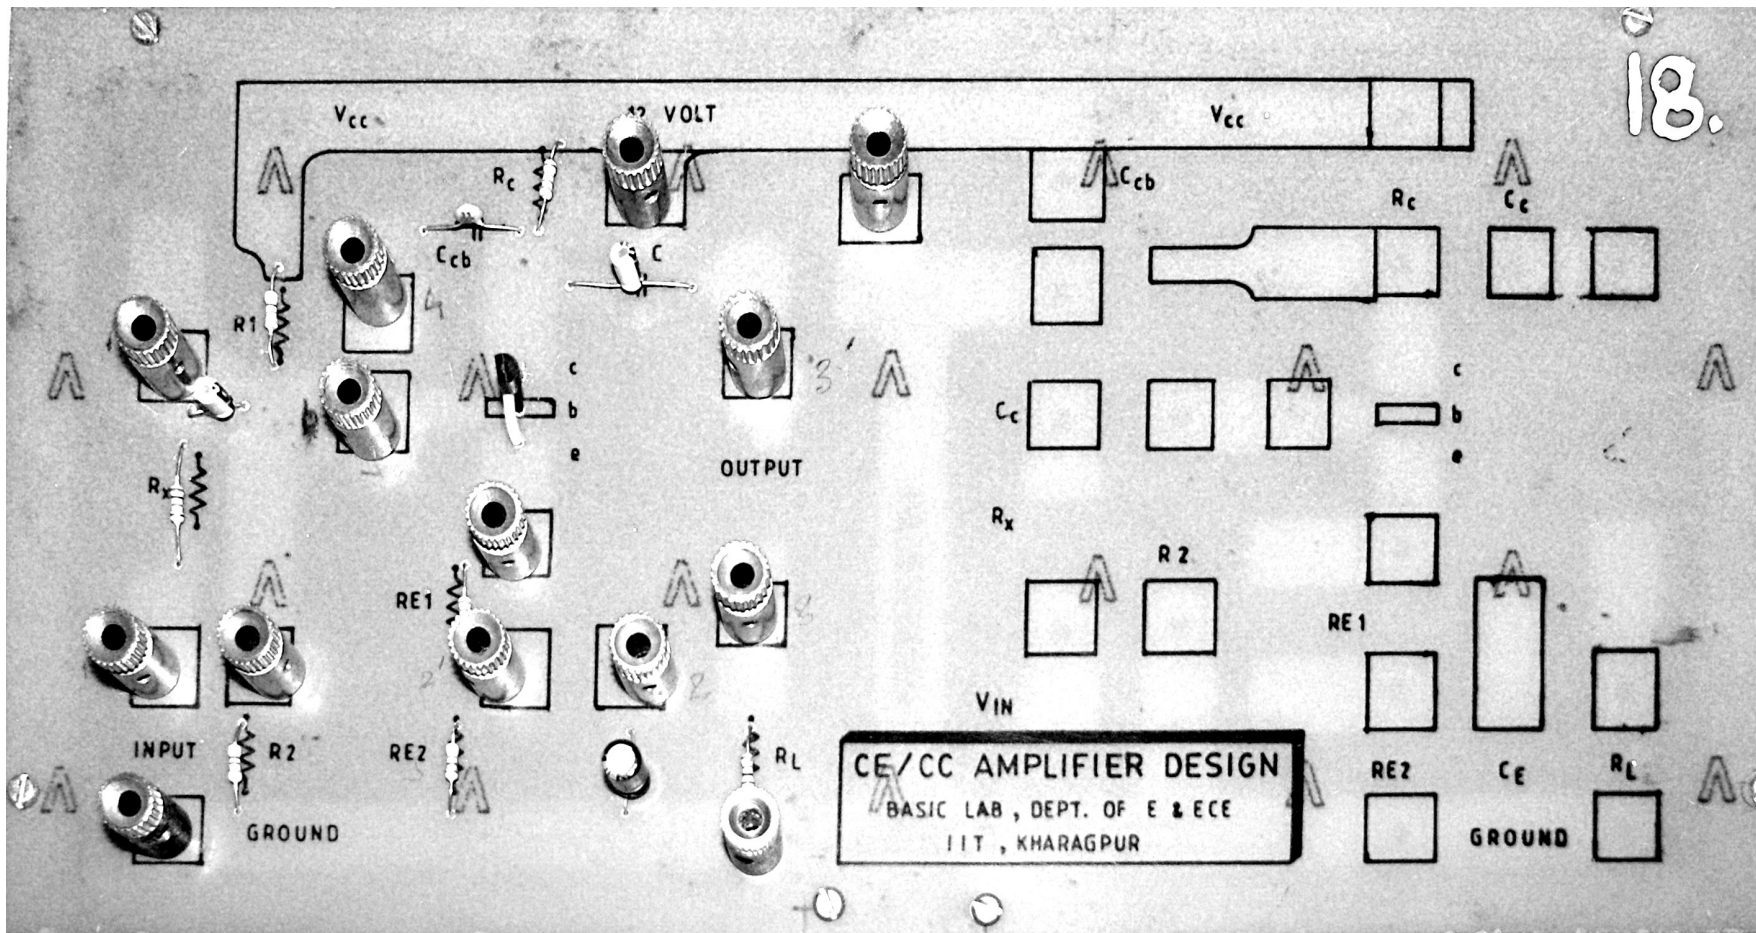 18.
Vcc
12 VOLT
Vcc
Rc
Ccb
Ccb
C
Rc
Cc
R1
4
c
b
e
3
OUTPUT
Cc
c
b
e
Rx
Rx
R2
RE1
RE1
VIN
INPUT
R2
RE2
RL
GROUND
CE/CC AMPLIFIER DESIGN
BASIC LAB, DEPT. OF E & ECE
IIT, KHARAGPUR
RE2
CE
RL
GROUND